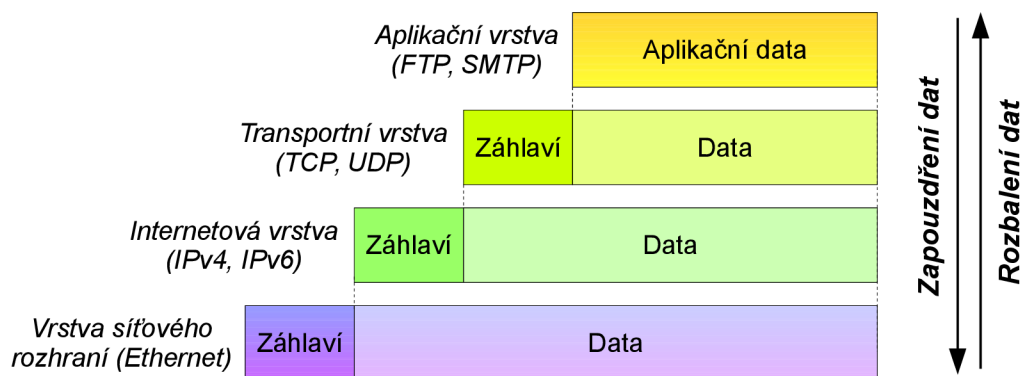 Aplikační vrstva
(FTP, SMTP)
Aplikační data
Transportní vrstva
(TCP, UDP)
Záhlaví
Data
Internetová vrstva
(IPv4, IPv6)
Záhlaví
Data
Vrstva síťového
rozhraní (Ethernet)
Záhlaví
Data
Zapouzdření dat
Rozbalení dat